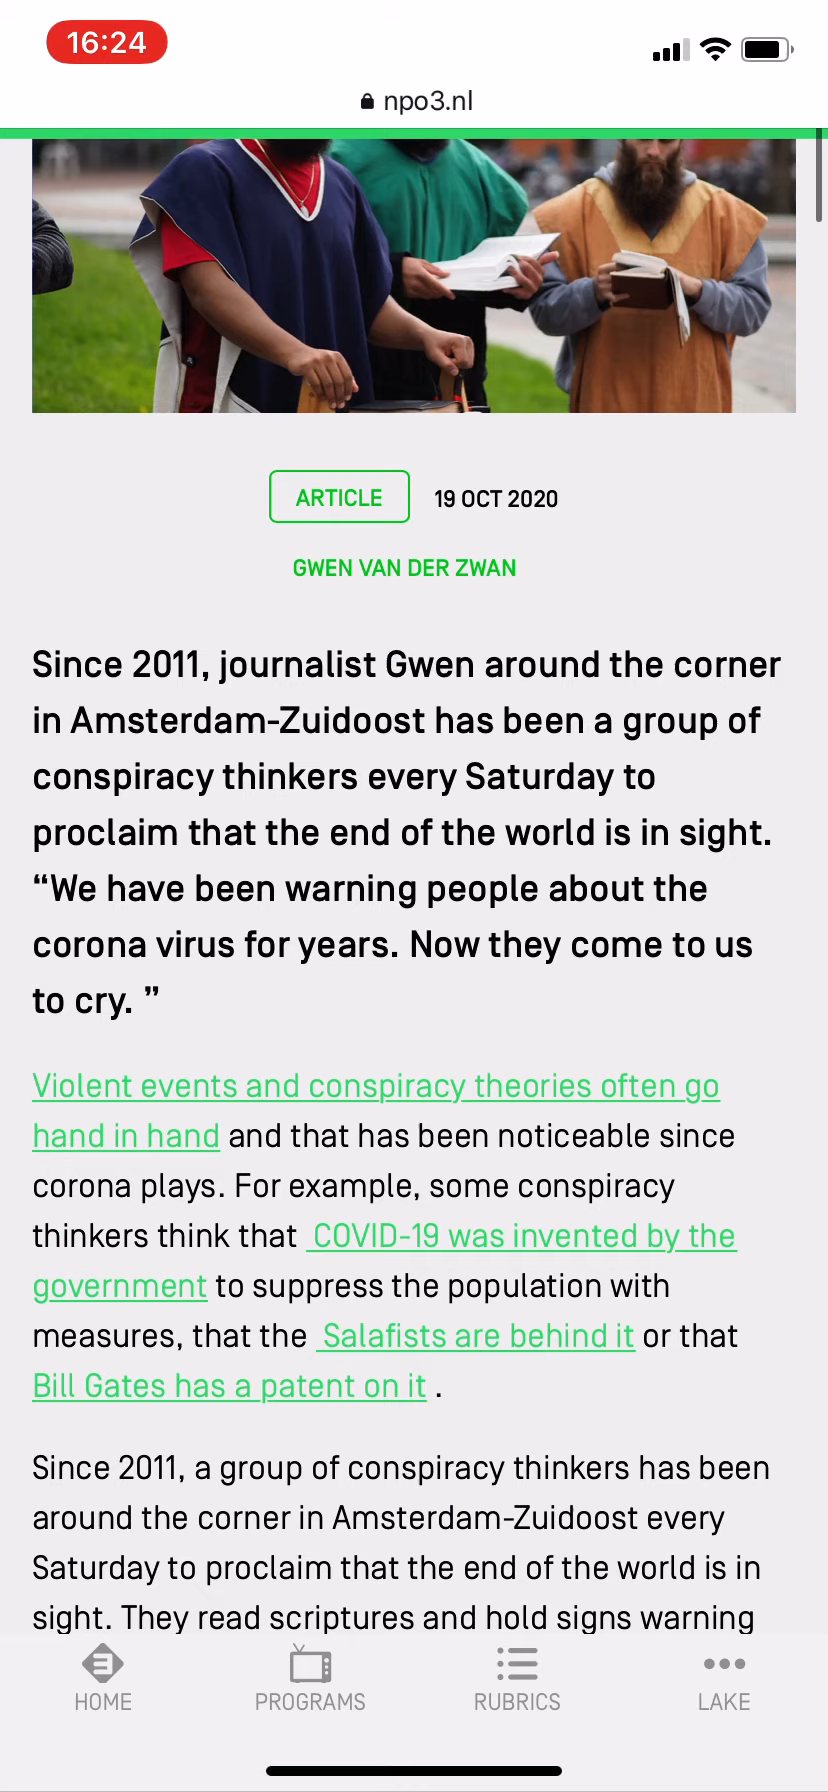 16:24
npo3.nl
ARTICLE
19 OCT 2020
GWEN VAN DER ZWAN
Since 2011, journalist Gwen around the corner
in Amsterdam-Zuidoost has been a group of
conspiracy thinkers every Saturday to
proclaim that the end of the world is in sight.
“We have been warning people about the
corona virus for years. Now they come to us
to cry. ”
Violent events and conspiracy theories often go
hand in hand and that has been noticeable since
corona plays. For example, some conspiracy
thinkers think that COVID-19 was invented by the
government to suppress the population with
measures, that the Salafists are behind it or that
Bill Gates has a patent on it .
Since 2011, a group of conspiracy thinkers has been
around the corner in Amsterdam-Zuidoost every
Saturday to proclaim that the end of the world is in
sight. They read scriptures and hold signs warning
HOME
PROGRAMS
RUBRICS
LAKE